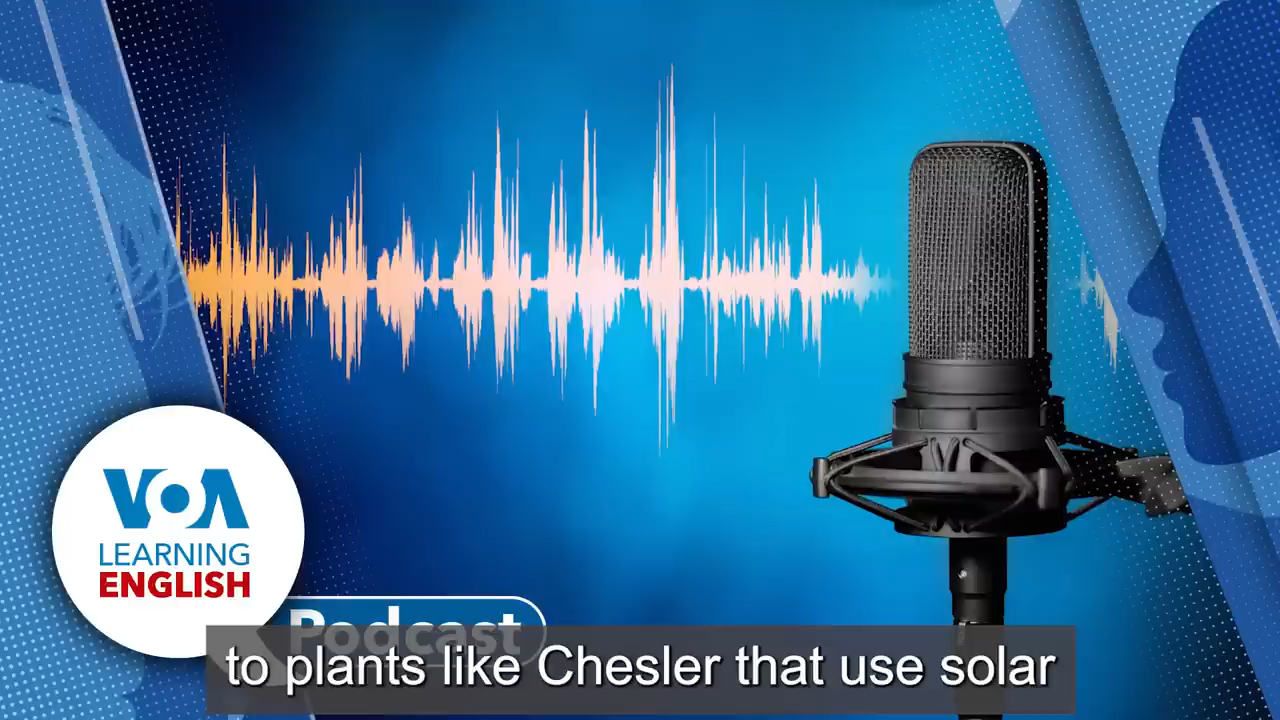 VOA
LEARNING
ENGLISH
Podcast
to plants like Chesler that use solar